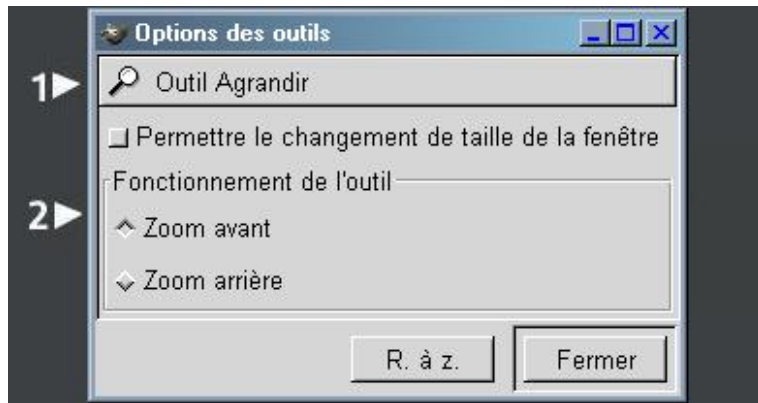 Options des outils
1 Outil Agrandir
Permettre le changement de taille de la fenêtre
Fonctionnement de l'outil
2 Zoom avant
Zoom arrière
R. à z. Fermer